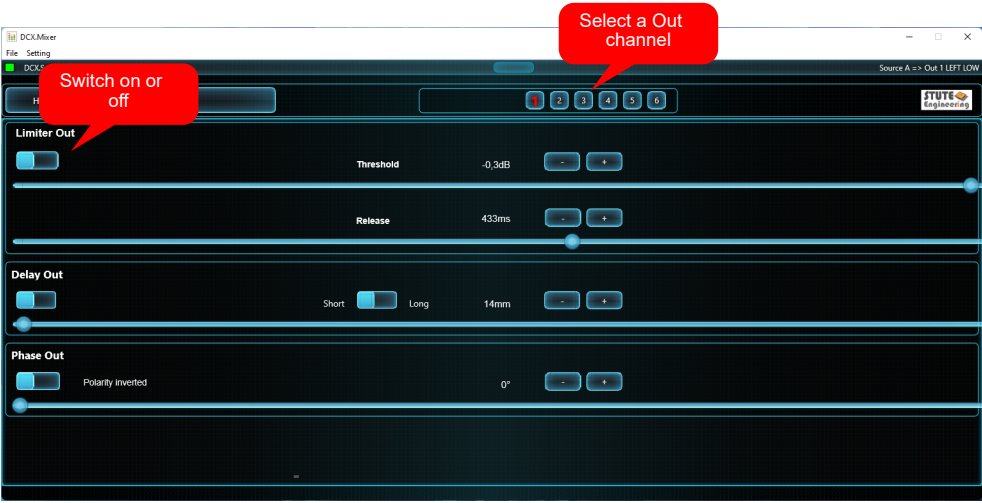 Select a Out
channel
DCX.Mixer
File Setting
Source A => Out 1 LEFT LOW
Switch on or
off
H
1 2 3 4 5 6
STUTE
Engineering
Limiter Out
Threshold -0,3dB - +
Release 433ms - +
Delay Out
Short Long 14mm - +
Phase Out
Polarity inverted 0° - +